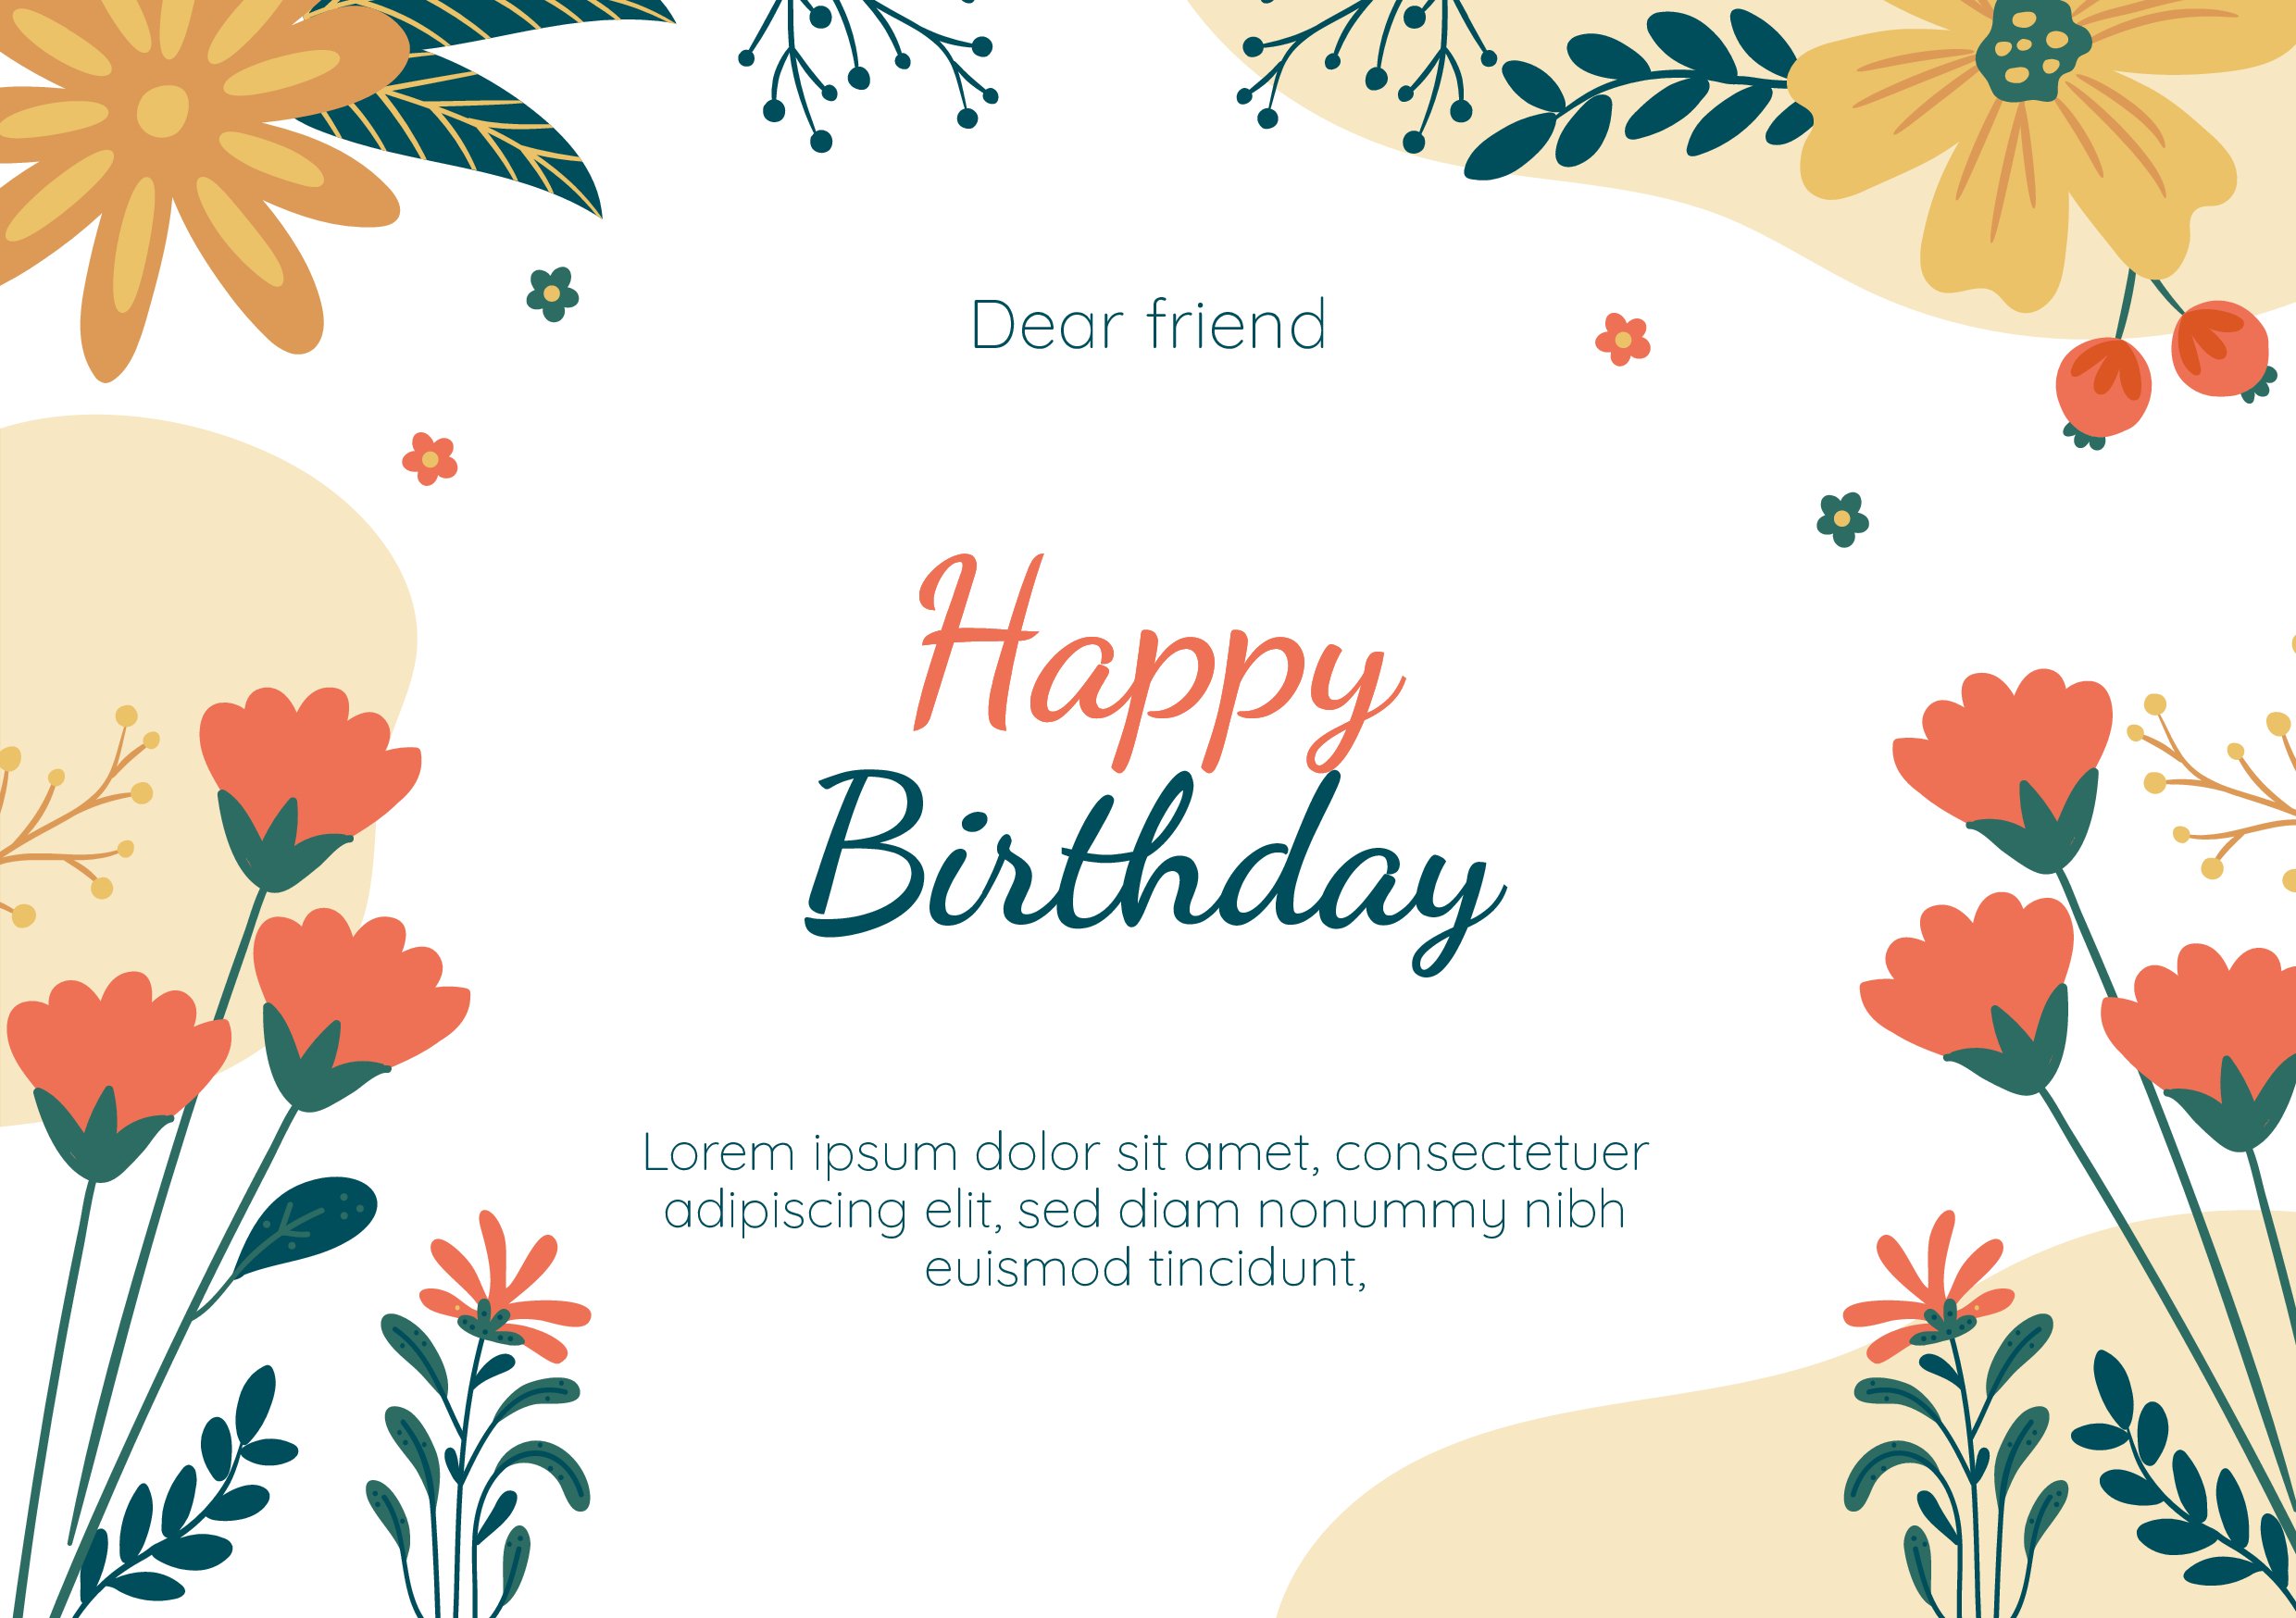 Dear friend
Happy
Birthday
Lorem ipsum dolor sit amet, consectetuer
adipiscing elit, sed diam nonummy nibh
euismod tincidunt,